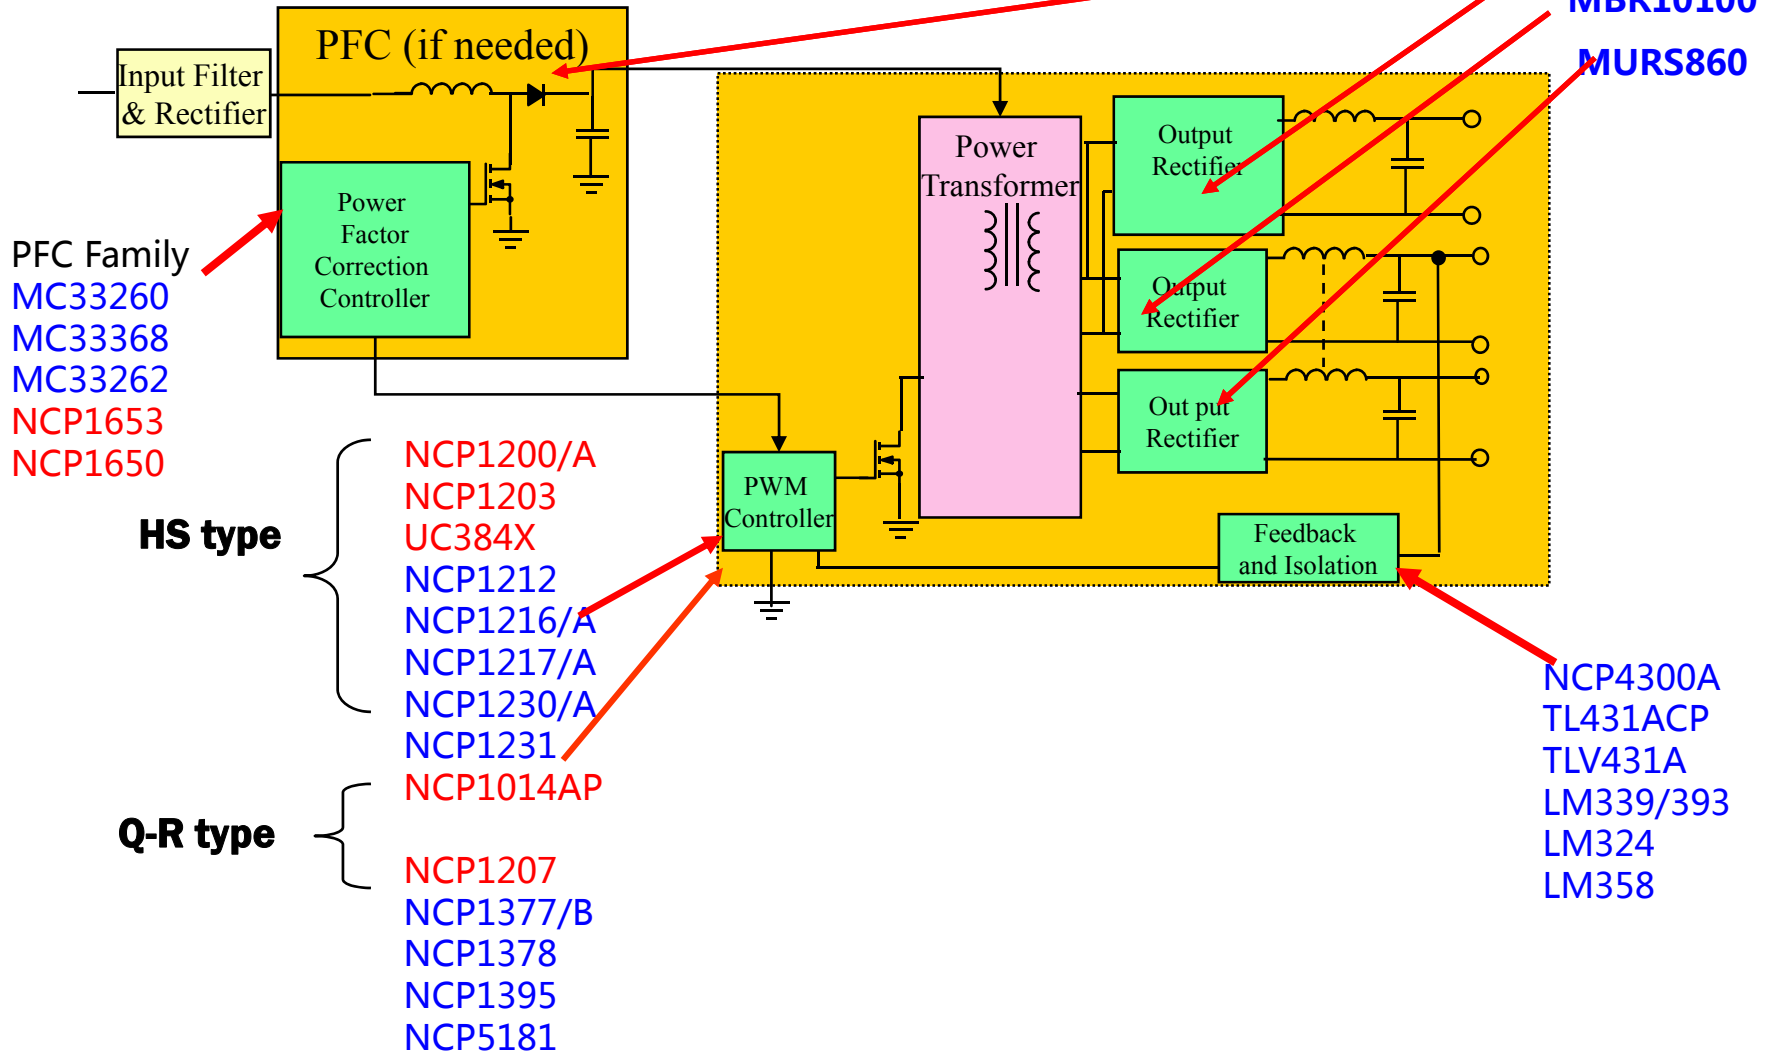 MBR10100
MURS860
PFC (if needed)
Input Filter
& Rectifier
Power
Factor
Correction
Controller
Power
Transformer
Output
Rectifier
Output
Rectifier
Out put
Rectifier
PWM
Controller
Feedback
and Isolation
PFC Family
MC33260
MC33368
MC33262
NCP1653
NCP1650
HS type
NCP1200/A
NCP1203
UC384X
NCP1212
NCP1216/A
NCP1217/A
NCP1230/A
NCP1231
NCP1014AP
Q-R type
NCP1207
NCP1377/B
NCP1378
NCP1395
NCP5181
NCP4300A
TL431ACP
TLV431A
LM339/393
LM324
LM358